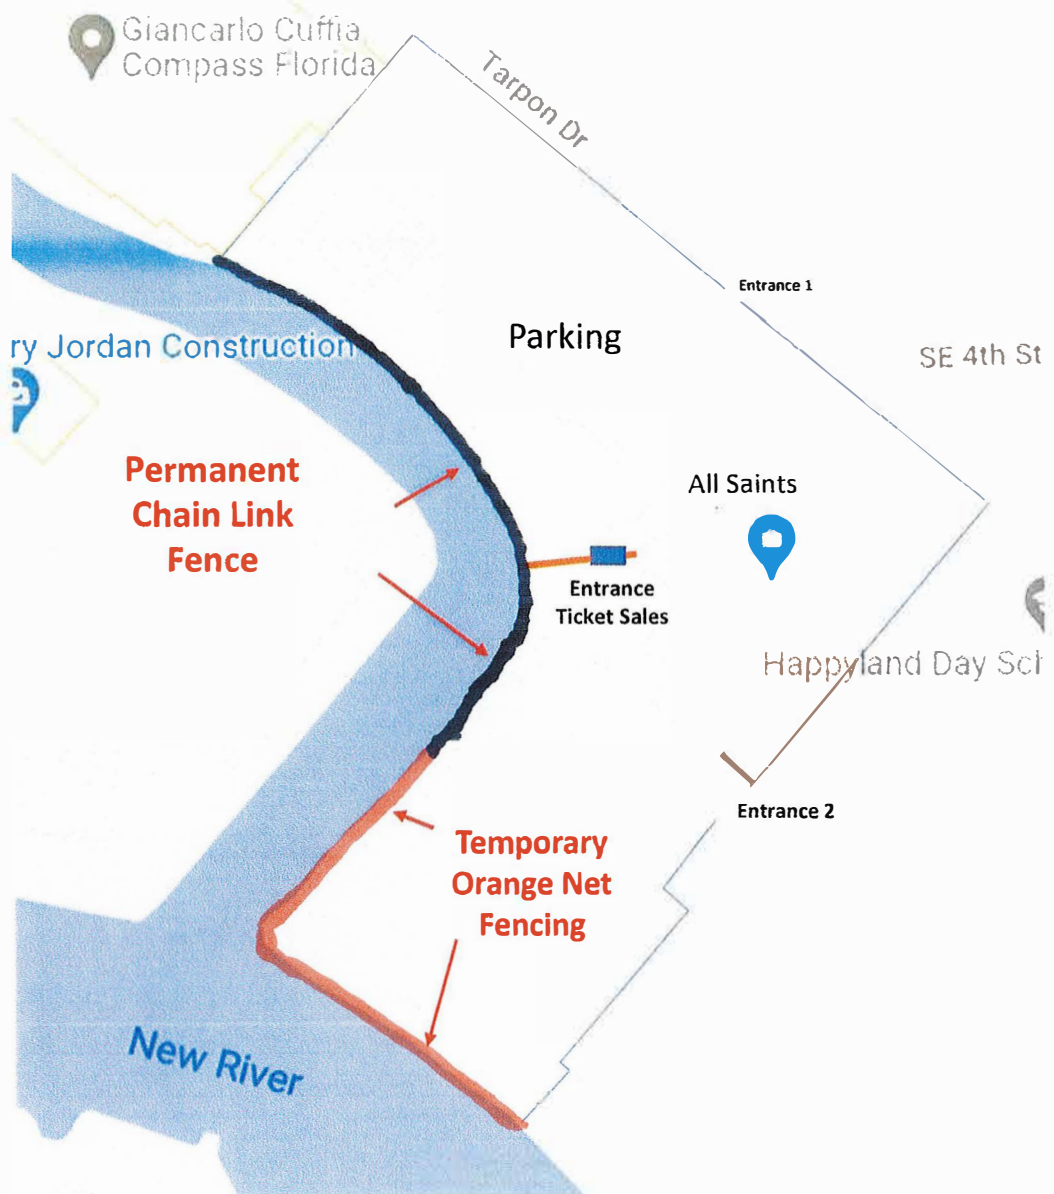 Giancarlo Cuffia
Compass Florida
Tarpon Dr
Entrance 1
Parking
SE 4th St
ry Jordan Construction
Permanent
Chain Link
Fence
All Saints
Entrance
Ticket Sales
Happyland Day Sch
Entrance 2
Temporary
Orange Net
Fencing
New River